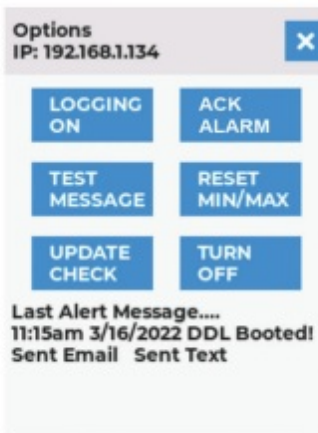 Options
IP: 192.168.1.134
×
LOGGING
ON
ACK
ALARM
TEST
MESSAGE
RESET
MIN/MAX
UPDATE
CHECK
TURN
OFF
Last Alert Message....
11:15am 3/16/2022 DDL Booted!
Sent Email Sent Text